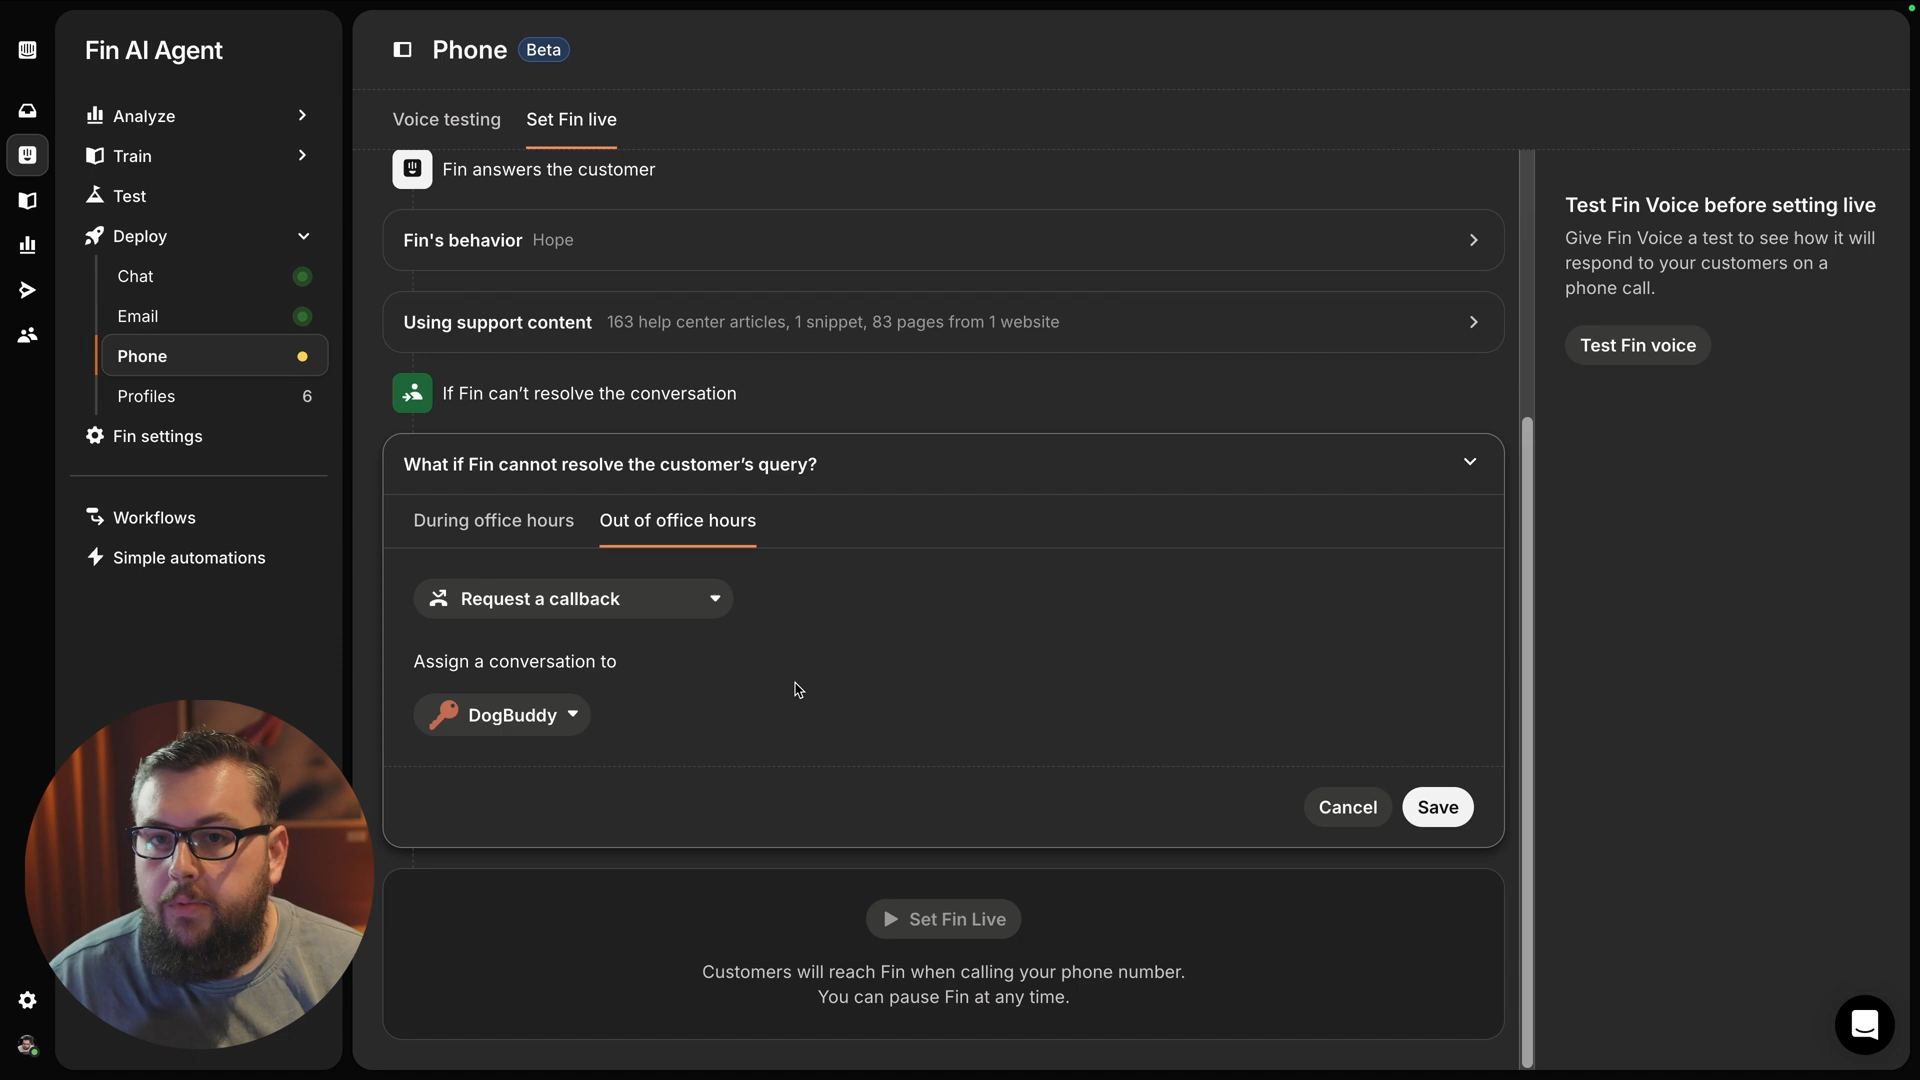 Fin AI Agent
Analyze
Train
Test
Deploy
Chat
Email
Phone
Profiles 6
Fin settings
Workflows
Simple automations
Phone Beta
Voice testing Set Fin live
Fin answers the customer
Fin's behavior Hope
Using support content 163 help center articles, 1 snippet, 83 pages from 1 website
If Fin can’t resolve the conversation
What if Fin cannot resolve the customer’s query?
During office hours Out of office hours
Request a callback
Assign a conversation to
DogBuddy
Cancel Save
Set Fin Live
Customers will reach Fin when calling your phone number.
You can pause Fin at any time.
Test Fin Voice before setting live
Give Fin Voice a test to see how it will
respond to your customers on a
phone call.
Test Fin voice